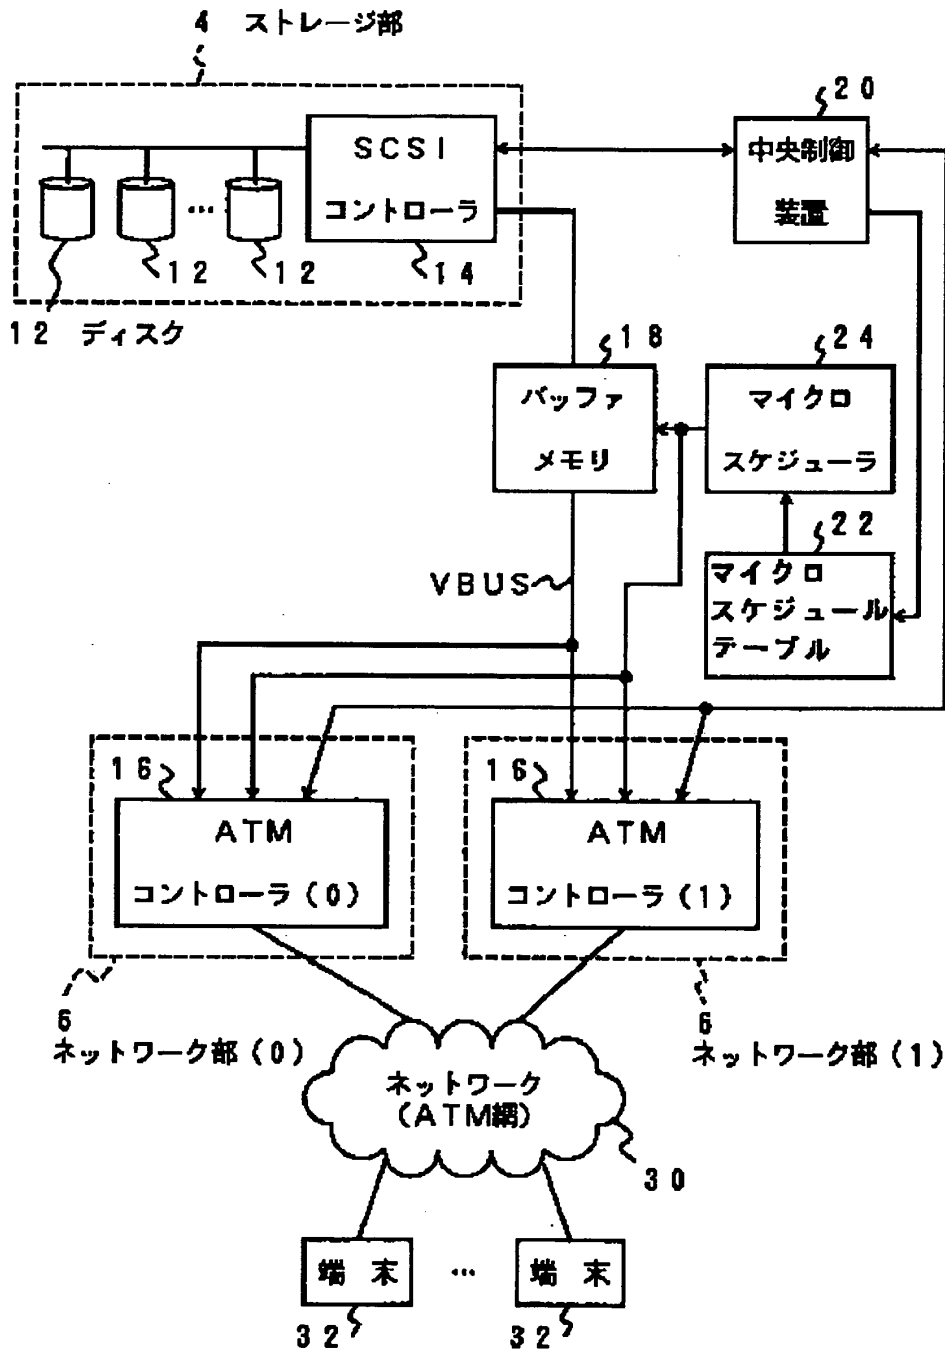 4 ストレージ部
20
SCSI
コントローラ
中央制御
装置
12
12
14
12 ディスク
18
24
バッファ
メモリ
マイクロ
スケジューラ
22
VBUS
マイクロ
スケジュール
テーブル
16
16
ATM
コントローラ(0)
ATM
コントローラ(1)
6
ネットワーク部(0)
6
ネットワーク部(1)
ネットワーク
(ATM網)
30
端 末
…
端 末
32
32